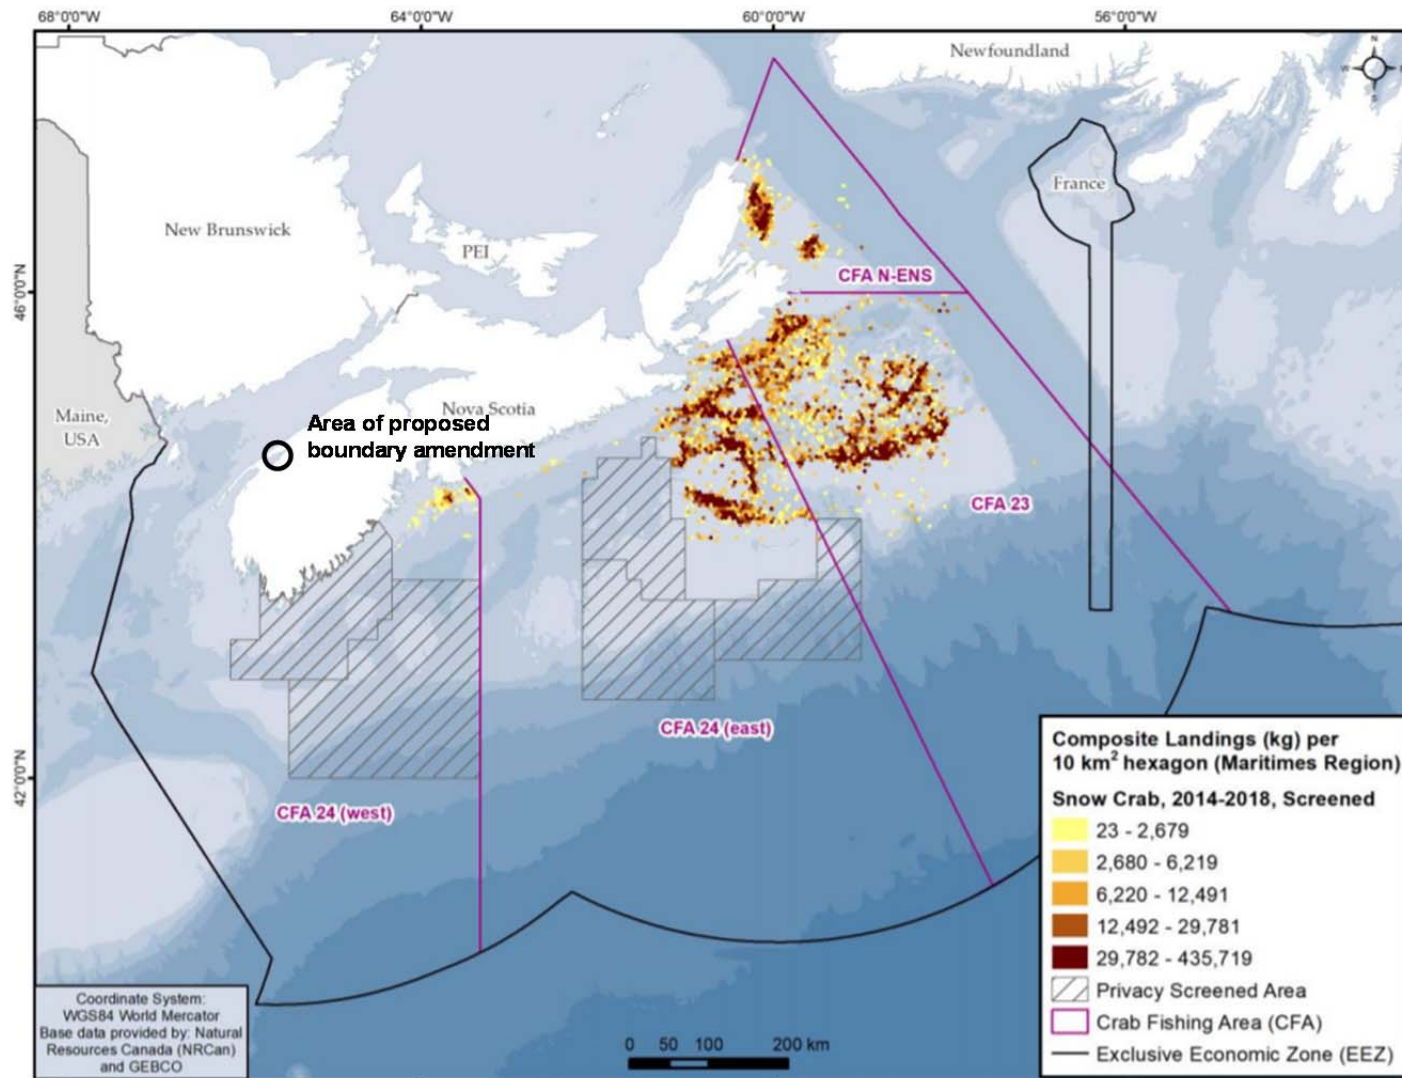 68°0'0"W
64°0'0"W
60°0'0"W
56°0'0"W
Newfoundland
N
France
New Brunswick
PEI
CFA N-ENS
46°0'0"N
Maine,
USA
Nova Scotia
Area of proposed
boundary amendment
CFA 23
CFA 24 (east)
42°0'0"N
CFA 24 (west)
Composite Landings (kg) per
10 km² hexagon (Maritimes Region)
Snow Crab, 2014-2018, Screened
23 - 2,679
2,680 - 6,219
6,220 - 12,491
12,492 - 29,781
29,782 - 435,719
Privacy Screened Area
Crab Fishing Area (CFA)
Exclusive Economic Zone (EEZ)
Coordinate System:
WGS84 World Mercator
Base data provided by: Natural
Resources Canada (NRCan)
and GEBCO
0 50 100 200 km